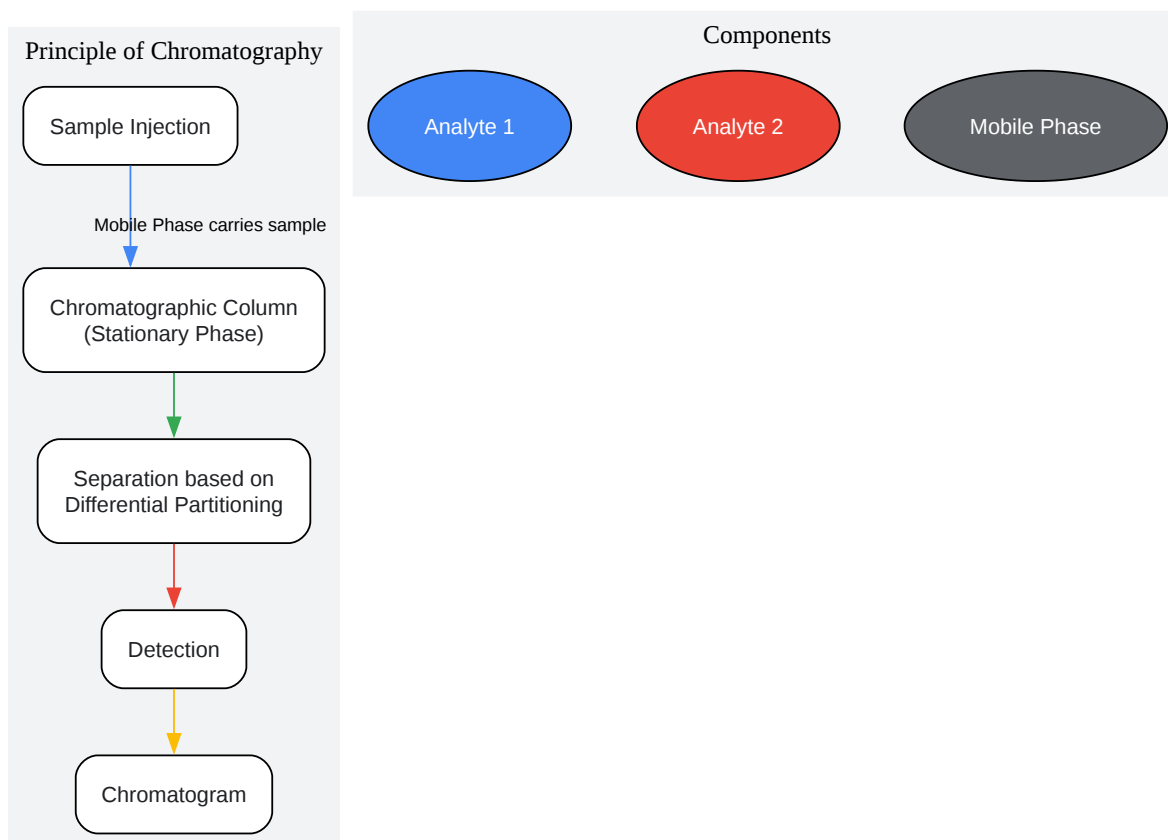 Principle of Chromatography
Sample Injection
Mobile Phase carries sample
Chromatographic Column
(Stationary Phase)
Separation based on
Differential Partitioning
Detection
Chromatogram
Components
Analyte 1
Analyte 2
Mobile Phase